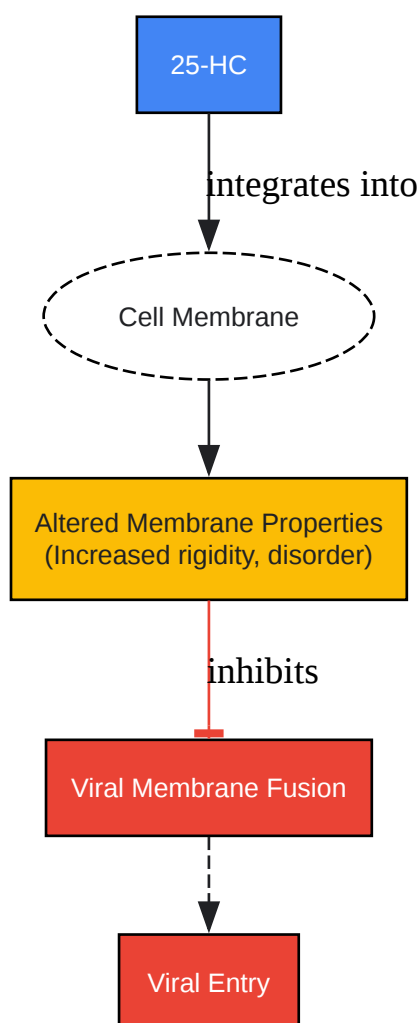 25-HC
integrates into
Cell Membrane
Altered Membrane Properties
(Increased rigidity, disorder)
inhibits
Viral Membrane Fusion
Viral Entry